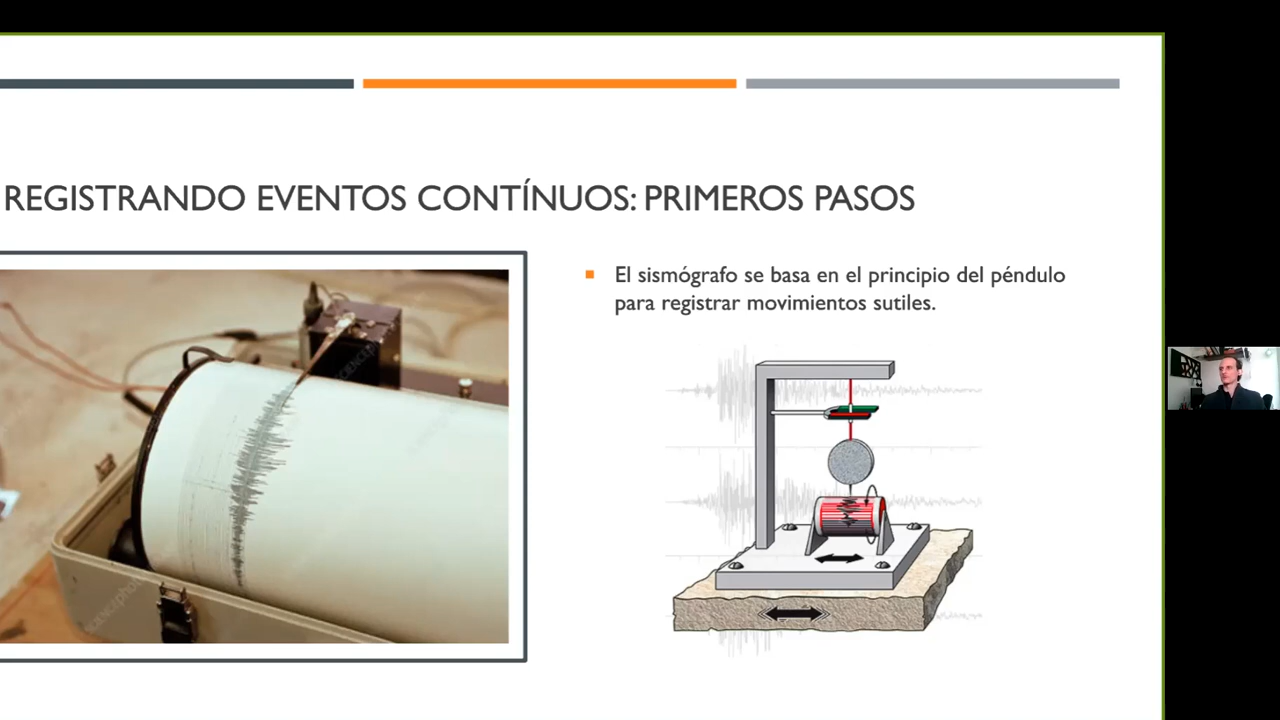 REGISTRANDO EVENTOS CONTÍNUOS: PRIMEROS PASOS
El sismógrafo se basa en el principio del péndulo
para registrar movimientos sutiles.